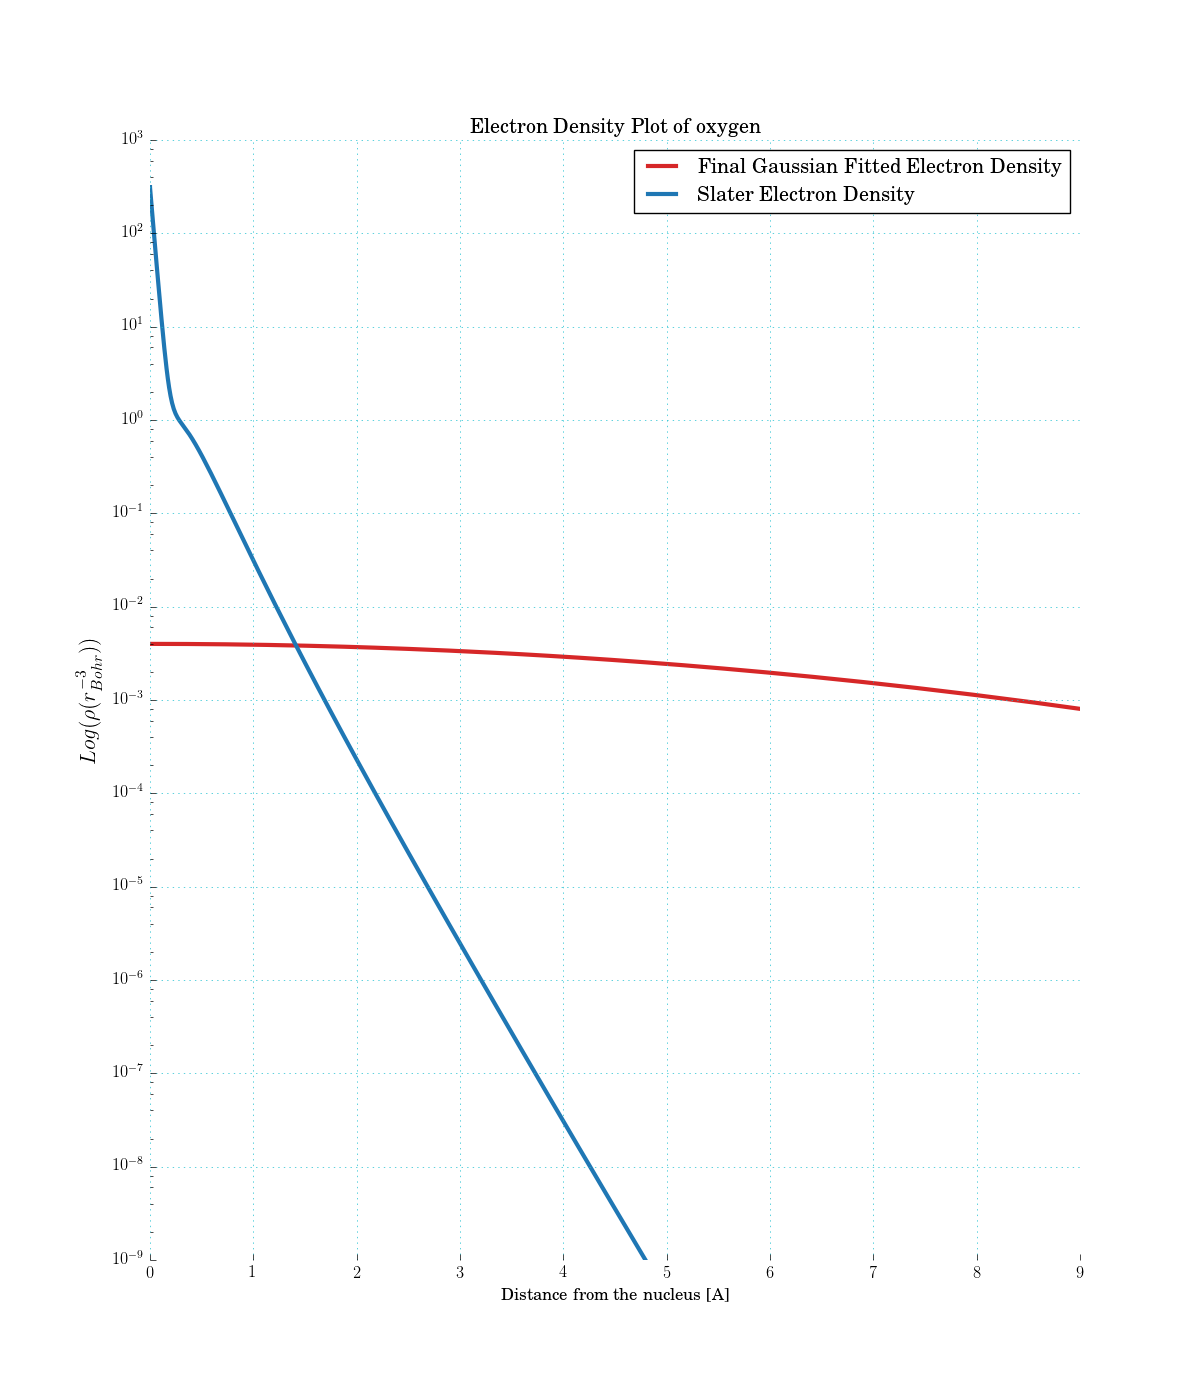 Electron Density Plot of oxygen
Final Gaussian Fitted Electron Density
Slater Electron Density
10^3
10^2
10^1
10^0
10^−1
10^−2
10^−3
10^−4
10^−5
10^−6
10^−7
10^−8
10^−9
Log(ρ(r_{Bohr}^{−3}))
0 1 2 3 4 5 6 7 8 9
Distance from the nucleus [A]